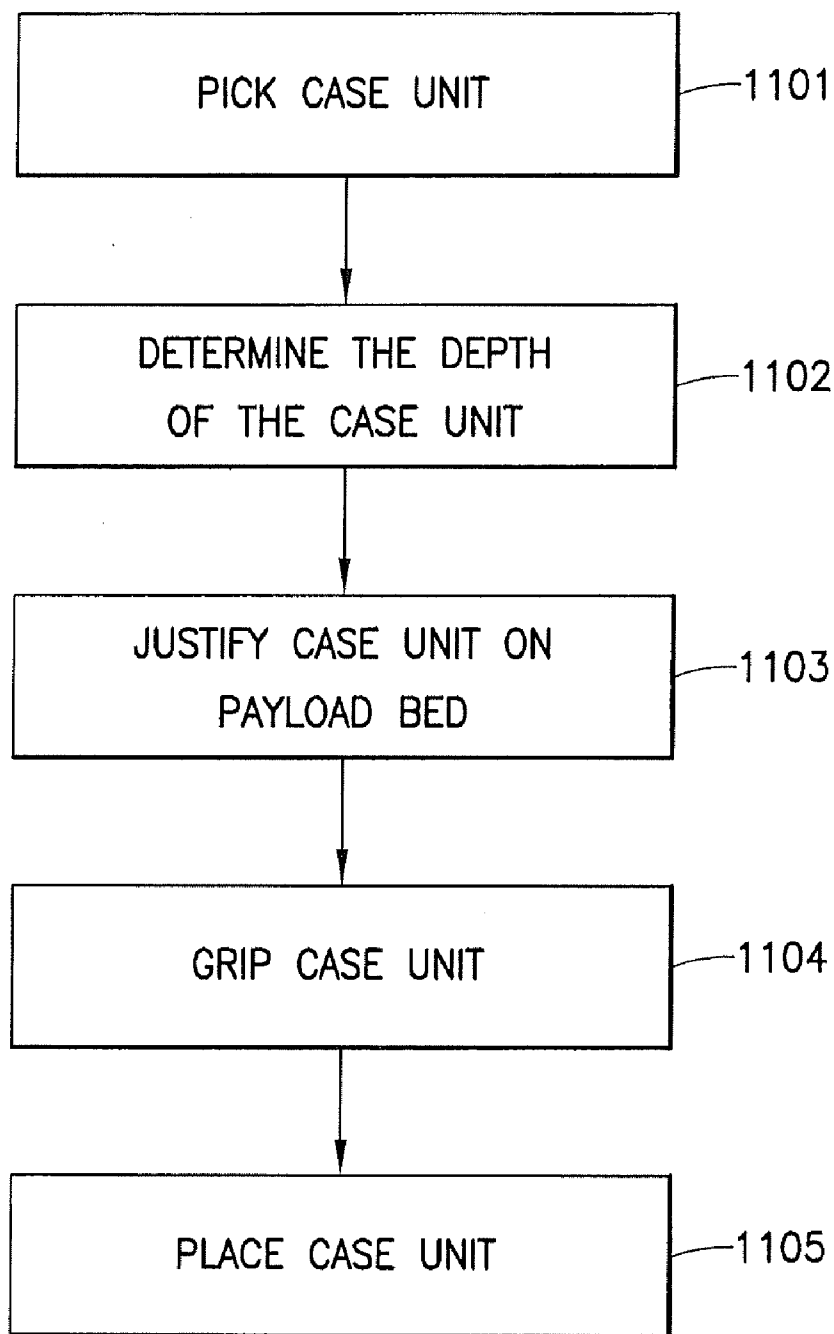 PICK CASE UNIT
1101
DETERMINE THE DEPTH
OF THE CASE UNIT
1102
JUSTIFY CASE UNIT ON
PAYLOAD BED
1103
GRIP CASE UNIT
1104
PLACE CASE UNIT
1105